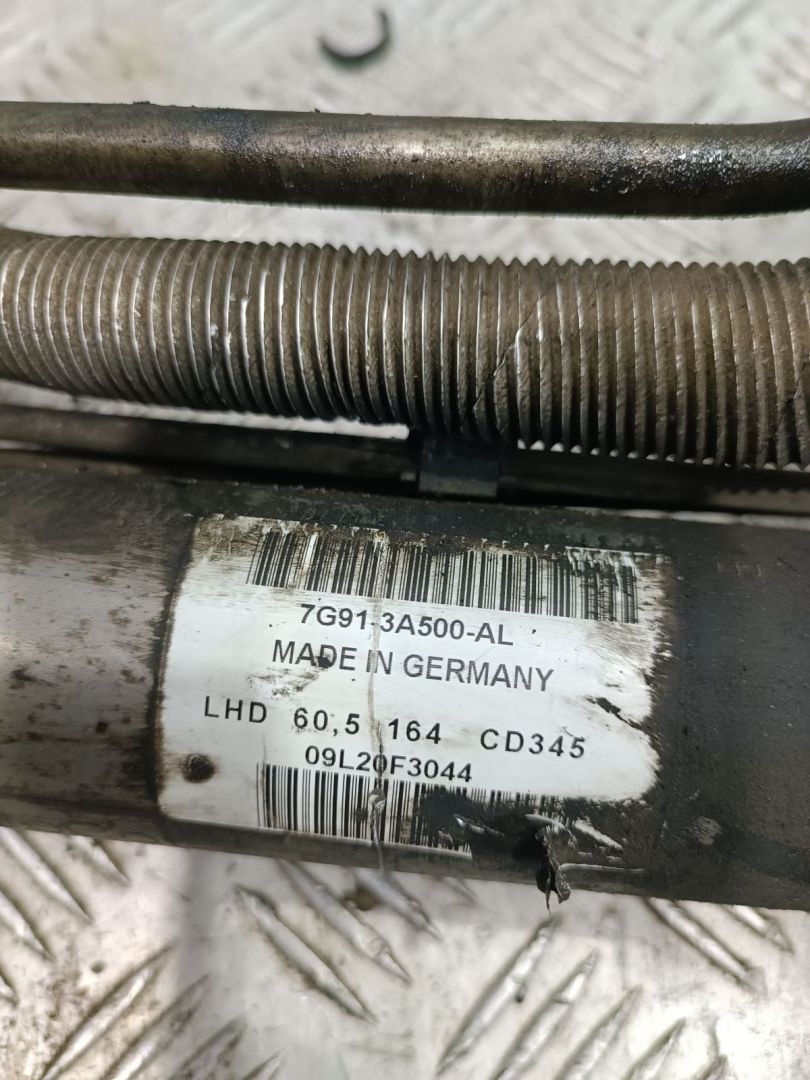 7G91-3A500-AL
MADE IN GERMANY
LHD 60,5 164 CD345
09L20F3044